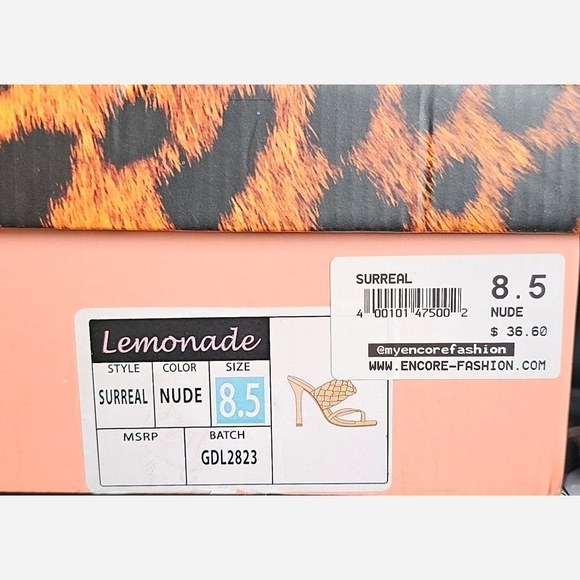 SURREAL
8.5
4 00101 47500 2
NUDE
$ 36.60
@myencorefashion
WWW.ENCORE-FASHION.COM
Lemonade
STYLE COLOR SIZE
SURREAL NUDE 8.5
MSRP BATCH
GDL2823